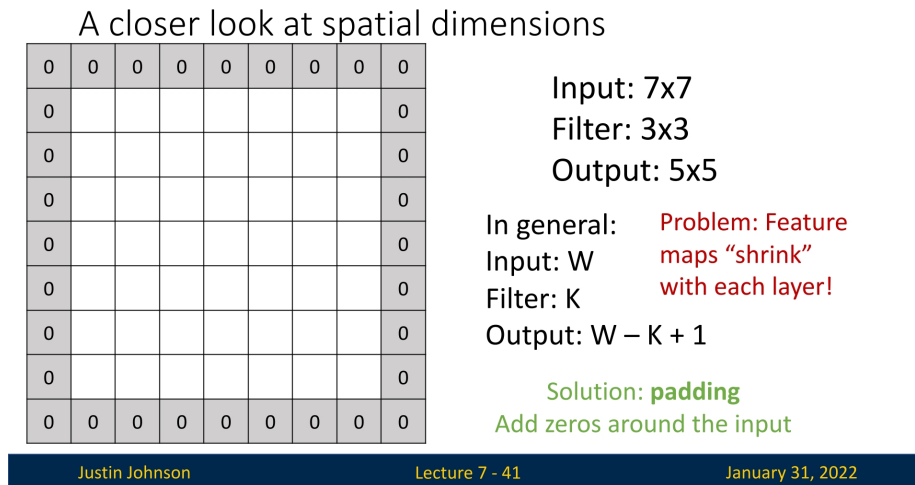 A closer look at spatial dimensions
0 0 0 0 0 0 0 0 0
0 0
0 0
0 0
0 0
0 0
0 0
0 0
0 0 0 0 0 0 0 0 0
Input: 7x7
Filter: 3x3
Output: 5x5
In general:
Input: W
Filter: K
Output: W – K + 1
Problem: Feature
maps “shrink”
with each layer!
Solution: padding
Add zeros around the input
Justin Johnson
Lecture 7 - 41
January 31, 2022